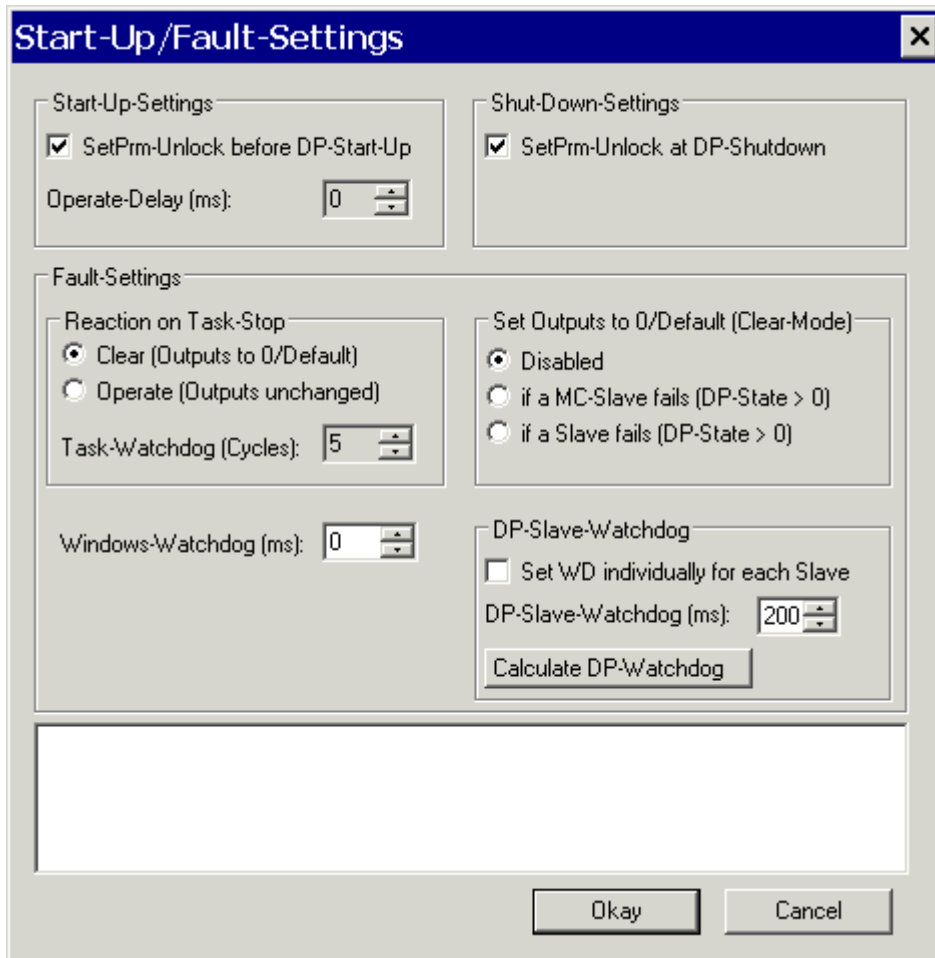 Start-Up/Fault-Settings
Start-Up-Settings
SetPrm-Unlock before DP-Start-Up
Operate-Delay (ms): 0
Shut-Down-Settings
SetPrm-Unlock at DP-Shutdown
Fault-Settings
Reaction on Task-Stop
Clear (Outputs to 0/Default)
Operate (Outputs unchanged)
Task-Watchdog (Cycles): 5
Set Outputs to 0/Default (Clear-Mode)
Disabled
if a MC-Slave fails (DP-State > 0)
if a Slave fails (DP-State > 0)
Windows-Watchdog (ms): 0
DP-Slave-Watchdog
Set WD individually for each Slave
DP-Slave-Watchdog (ms): 200
Calculate DP-Watchdog
Okay
Cancel